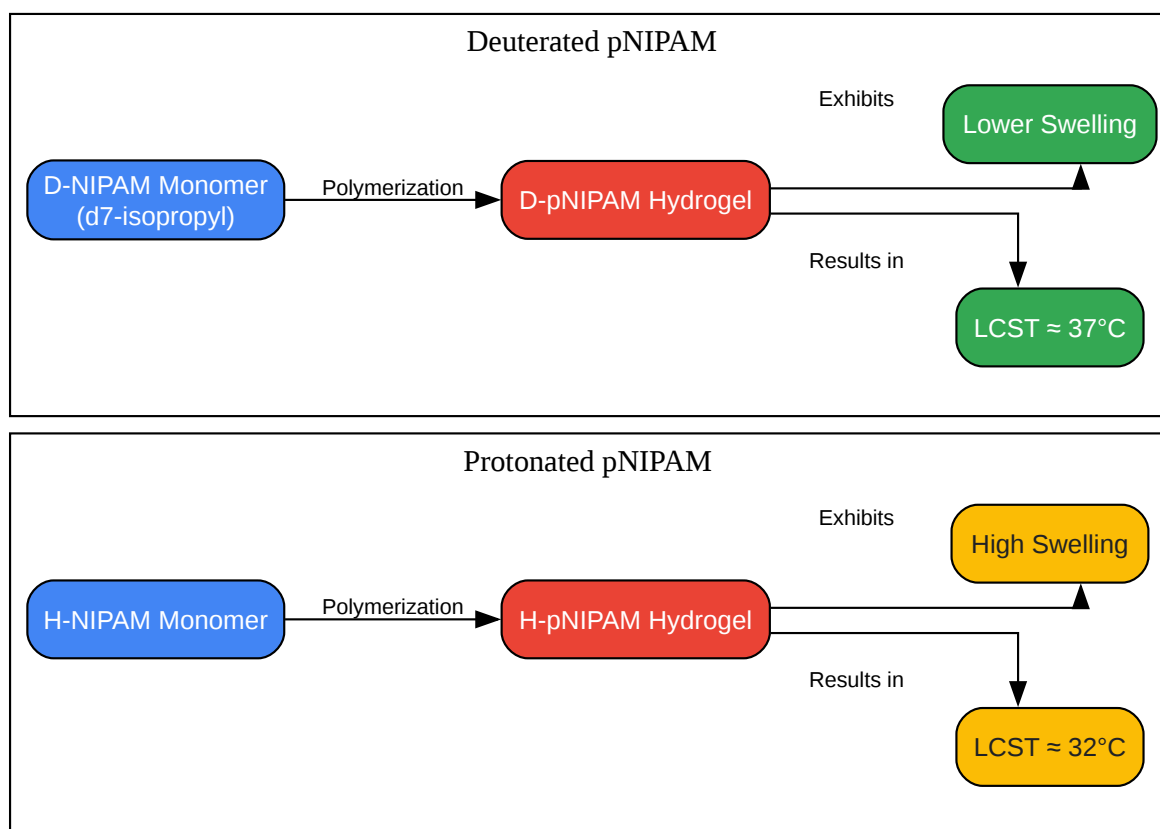 Deuterated pNIPAM
Exhibits
Lower Swelling
D-NIPAM Monomer
(d7-isopropyl)
Polymerization
D-pNIPAM Hydrogel
Results in
LCST ≈ 37°C
Protonated pNIPAM
Exhibits
High Swelling
H-NIPAM Monomer
Polymerization
H-pNIPAM Hydrogel
Results in
LCST ≈ 32°C